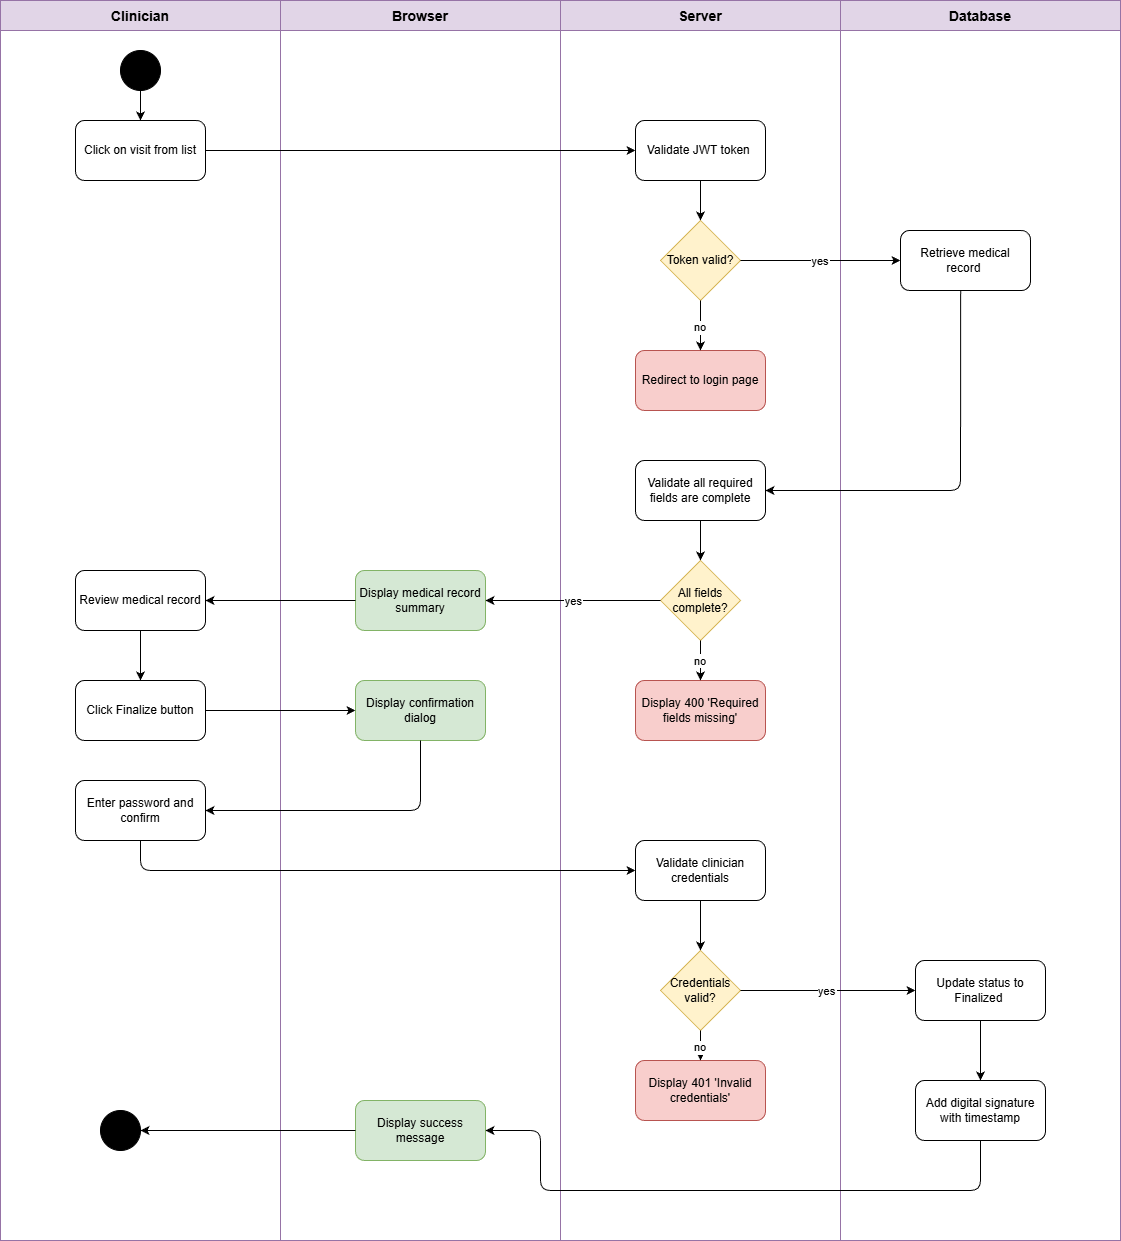 Clinician
Browser
Server
Database
Click on visit from list
Validate JWT token
Token valid?
yes
Retrieve medical
record
no
Redirect to login page
Validate all required
fields are complete
All fields
complete?
yes
Display medical record
summary
Review medical record
no
Display 400 'Required
fields missing'
Click Finalize button
Display confirmation
dialog
Enter password and
confirm
Validate clinician
credentials
Credentials
valid?
yes
Update status to
Finalized
no
Display 401 'Invalid
credentials'
Add digital signature
with timestamp
Display success
message